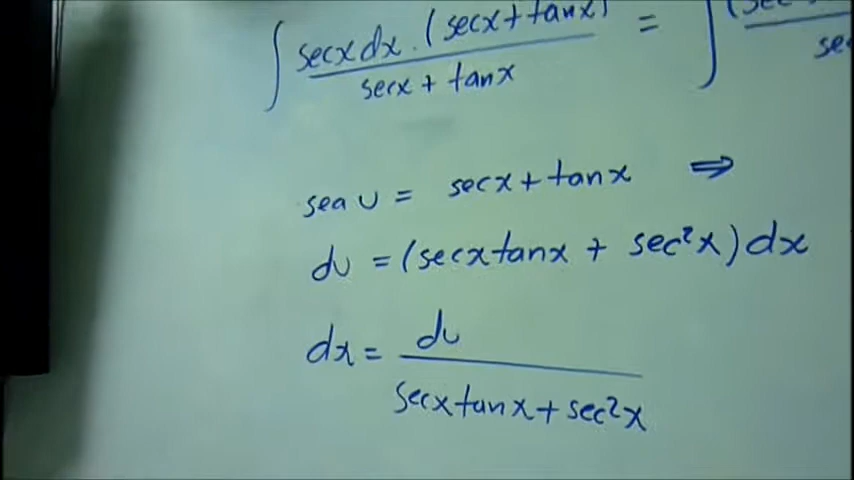 ∫ secx dx . (secx + tanx) / secx + tanx = ∫
sea u = secx + tanx ⇒
du = (secx tanx + sec²x) dx
dx = du / secx tanx + sec²x